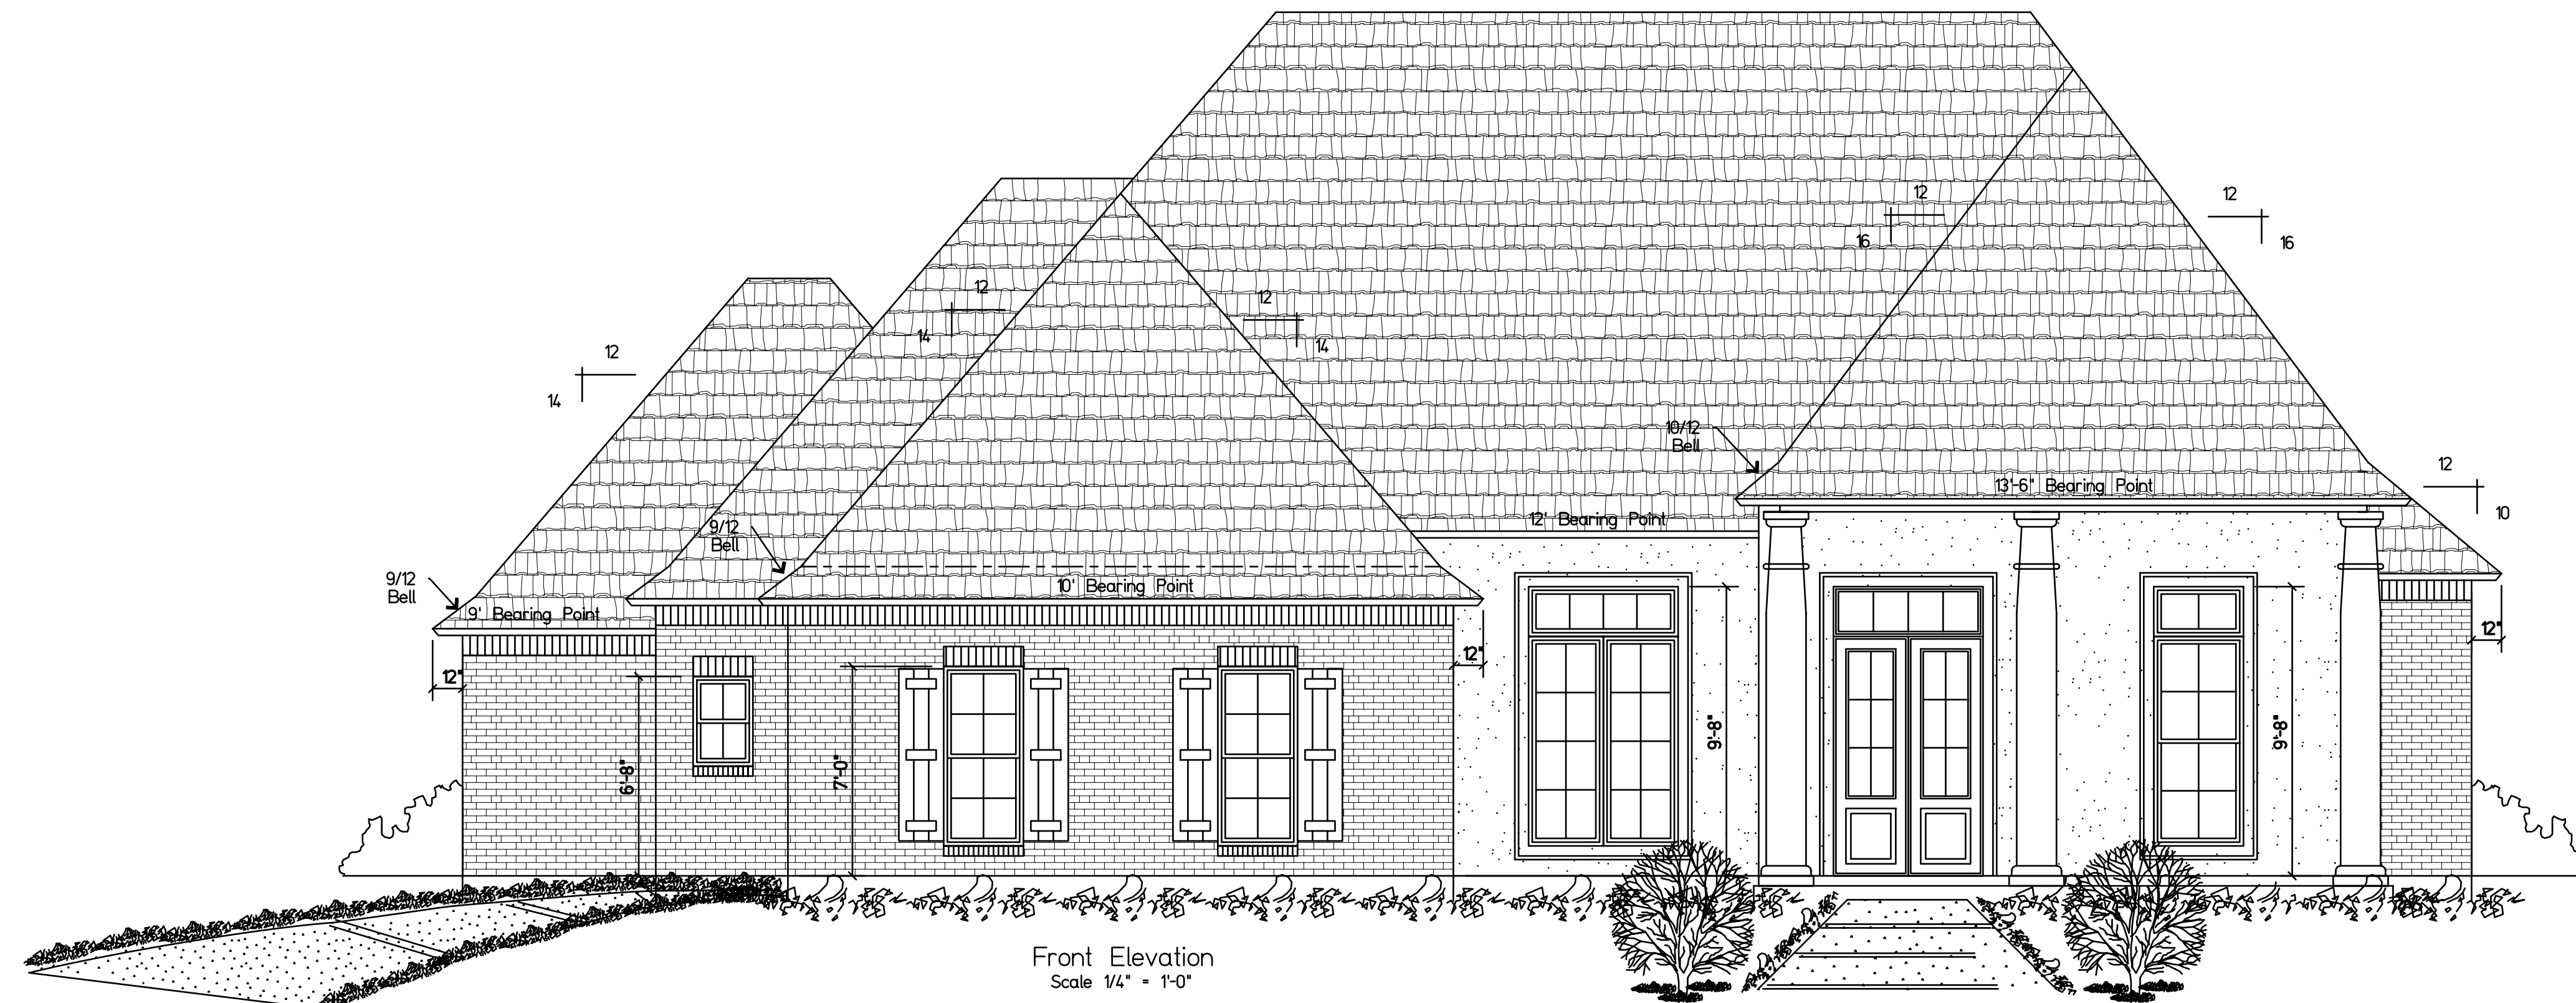 12
16
12
16
12
14
12
14
12
14
10/12
Bell
12
10
13'-6" Bearing Point
12' Bearing Point
9/12
Bell
10' Bearing Point
9/12
Bell
9' Bearing Point
12"
12"
12"
6'-8"
7'-0"
9'-8"
9'-8"
Front Elevation
Scale 1/4" = 1'-0"